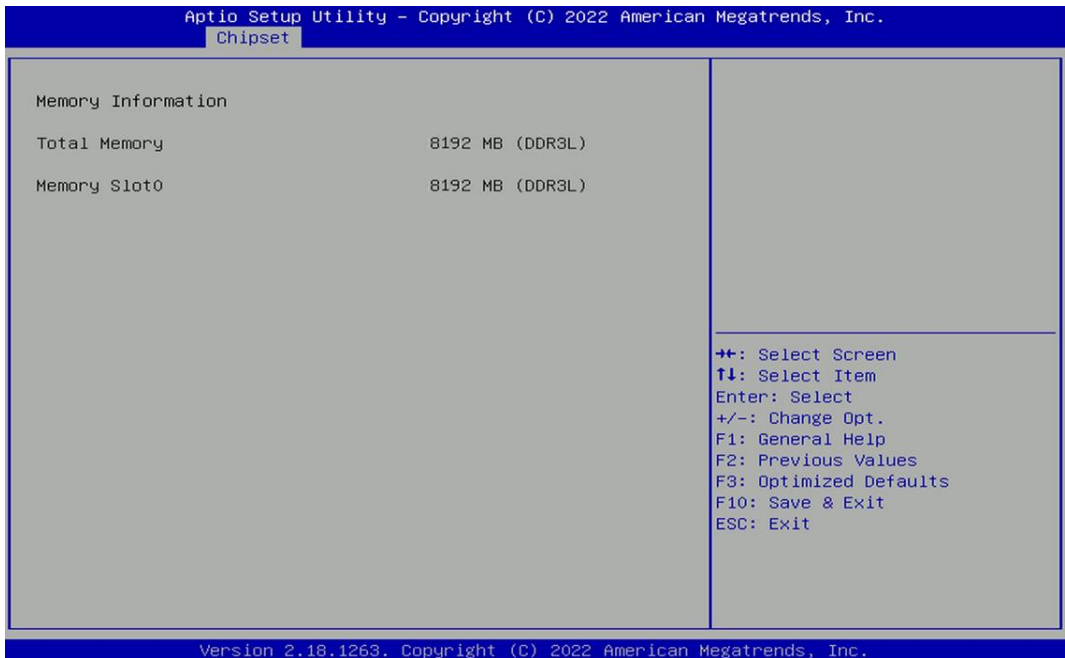 Aptio Setup Utility – Copyright (C) 2022 American Megatrends, Inc.
Chipset
Memory Information
Total Memory 8192 MB (DDR3L)
Memory Slot0 8192 MB (DDR3L)
→←: Select Screen
↑↓: Select Item
Enter: Select
+/-: Change Opt.
F1: General Help
F2: Previous Values
F3: Optimized Defaults
F10: Save & Exit
ESC: Exit
Version 2.18.1263. Copyright (C) 2022 American Megatrends, Inc.